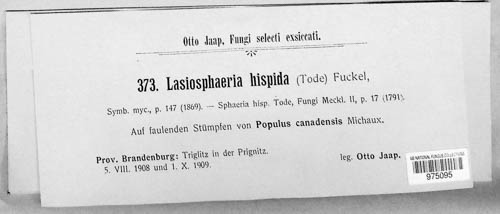 Otto Jaap, Fungi selecti exsiccati.
373. Lasiosphaeria hispida (Tode) Fuckel,
Symb. myc., p. 147 (1869). — Sphaeria hisp. Tode, Fungi Meckl. II, p. 17 (1791).
Auf faulenden Stümpfen von Populus canadensis Michaux.
Prov. Brandenburg: Triglitz in der Prignitz.
5. VIII. 1908 und 1. X. 1909.
leg. Otto Jaap.
975095